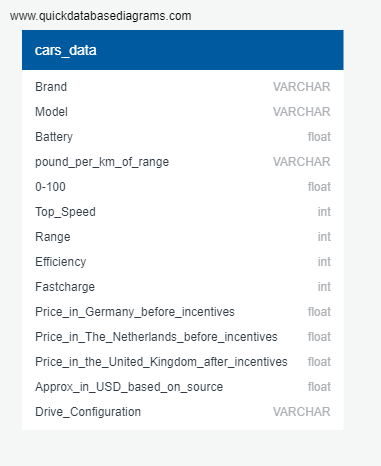 www.quickdatabasediagrams.com
cars_data
Brand VARCHAR
Model VARCHAR
Battery float
pound_per_km_of_range VARCHAR
0-100 float
Top_Speed int
Range int
Efficiency int
Fastcharge int
Price_in_Germany_before_incentives float
Price_in_The_Netherlands_before_incentives float
Price_in_the_United_Kingdom_after_incentives float
Approx_in_USD_based_on_source float
Drive_Configuration VARCHAR